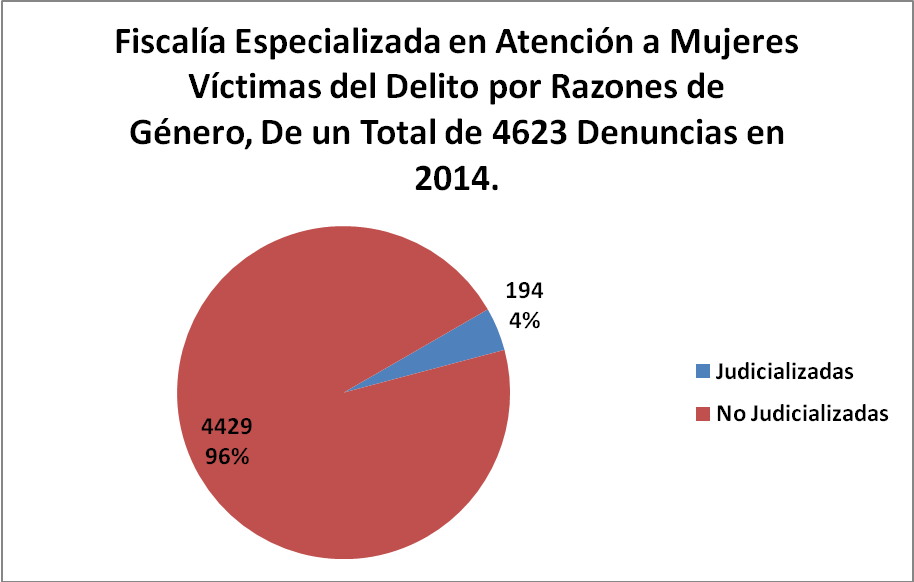 Fiscalía Especializada en Atención a Mujeres
Víctimas del Delito por Razones de
Género, De un Total de 4623 Denuncias en
2014.
194
4%
4429
96%
Judicializadas
No Judicializadas